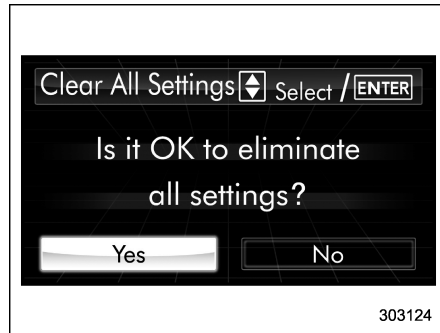 Clear All Settings Select / ENTER
Is it OK to eliminate
all settings?
Yes No
303124